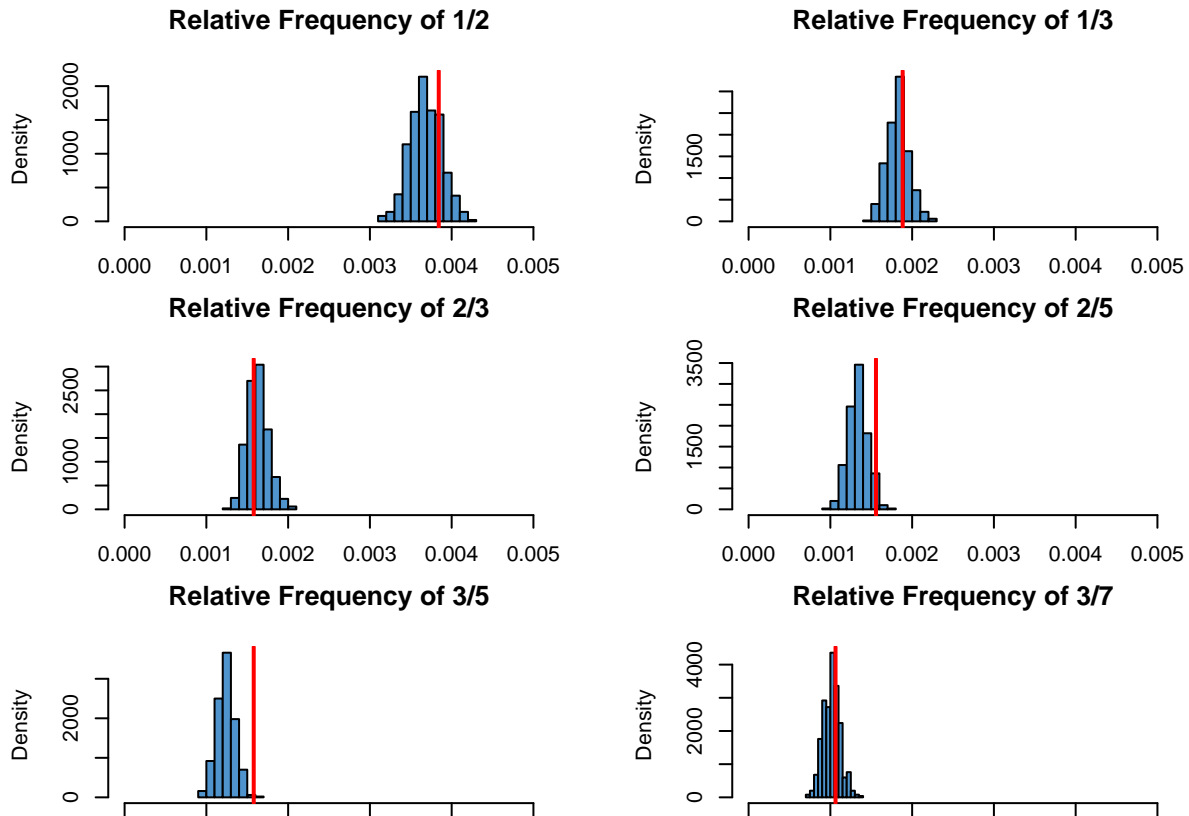 Relative Frequency of 1/2
Density
0 1000 2000
0.000 0.001 0.002 0.003 0.004 0.005
Relative Frequency of 1/3
Density
0 1500
0.000 0.001 0.002 0.003 0.004 0.005
Relative Frequency of 2/3
Density
0 1000 2500
0.000 0.001 0.002 0.003 0.004 0.005
Relative Frequency of 2/5
Density
0 1500 3500
0.000 0.001 0.002 0.003 0.004 0.005
Relative Frequency of 3/5
Density
0 2000
Relative Frequency of 3/7
Density
0 2000 4000